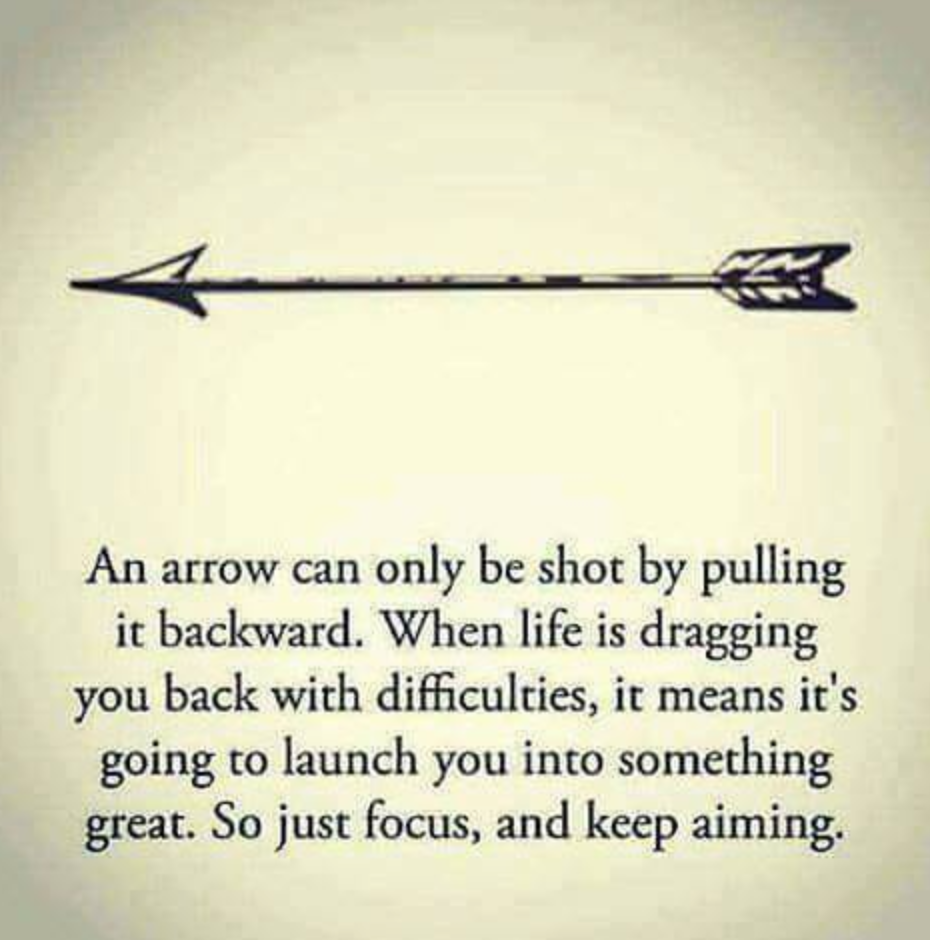 An arrow can only be shot by pulling
it backward. When life is dragging
you back with difficulties, it means it's
going to launch you into something
great. So just focus, and keep aiming.